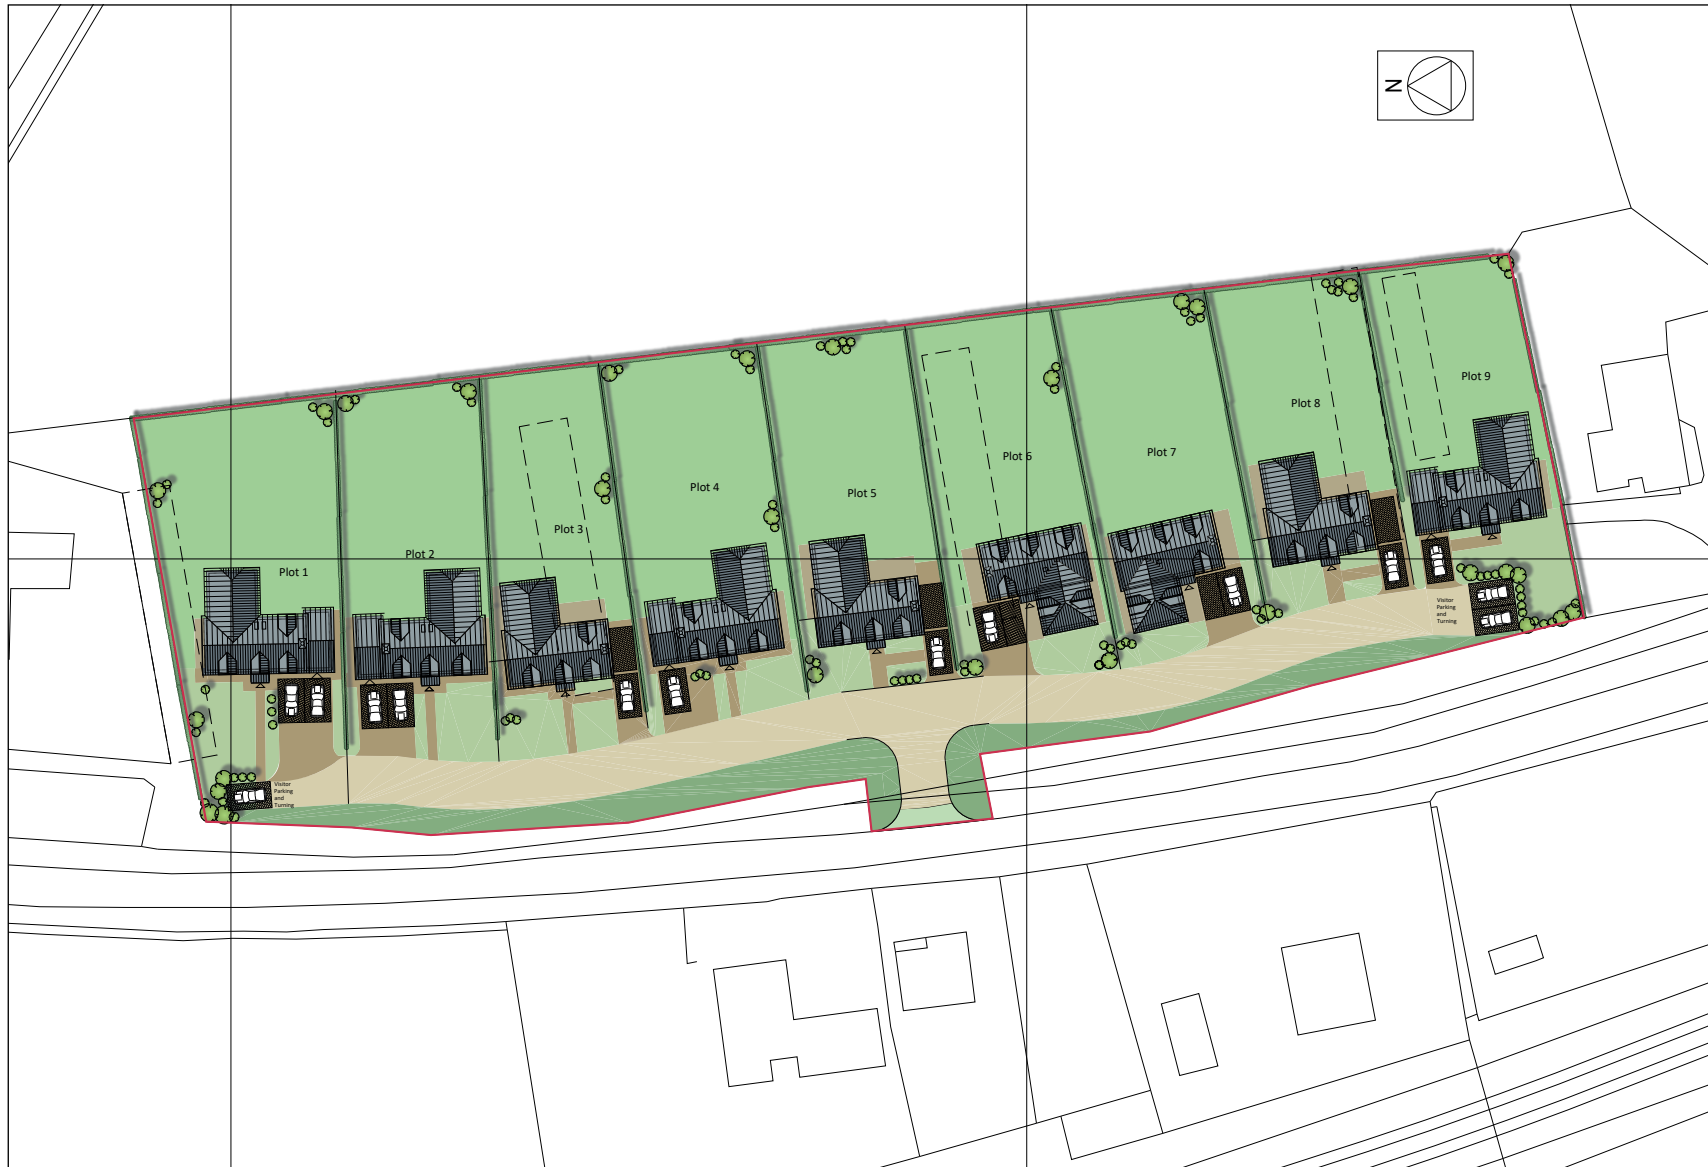 N
Plot 9
Plot 8
Plot 7
Plot 6
Plot 5
Plot 4
Plot 3
Plot 2
Plot 1
Visitor
Parking
and
Turning
Visitor
Parking
and
Turning